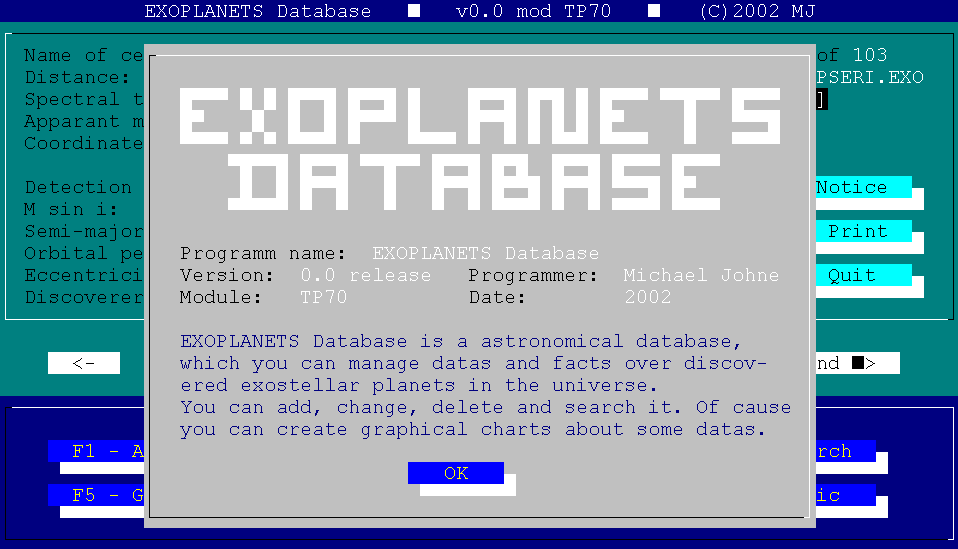 EXOPLANETS Database ■ v0.0 mod TP70 ■ (C)2002 MJ
Name of ce
of 103
Distance:
PSERI.EXO
Spectral t
]
Apparant m
Coordinate
EXOPLANETS
DATABASE
Detection
Notice
M sin i:
Semi-major
Print
Orbital pe
Eccentrici
Quit
Discoverer
Programm name: EXOPLANETS Database
Version: 0.0 release Programmer: Michael Johne
Module: TP70 Date: 2002
EXOPLANETS Database is a astronomical database,
which you can manage datas and facts over discov-
ered exostellar planets in the universe.
You can add, change, delete and search it. Of cause
you can create graphical charts about some datas.
<-
nd ■>
F1 - A
rch
OK
F5 - G
ic